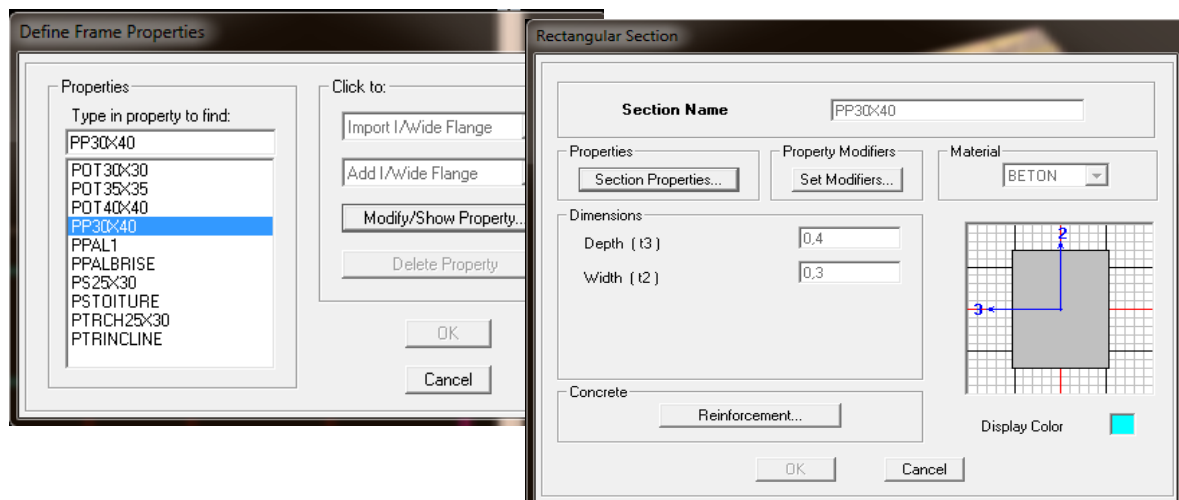 Define Frame Properties
Properties
Type in property to find:
PP30X40
POT30X30
POT35X35
POT40X40
PP30X40
PPAL1
PPALBRISE
PS25X30
PSTOITURE
PTRCH25X30
PTRINCLINE
Click to:
Import I/Wide Flange
Add I/Wide Flange
Modify/Show Property...
Delete Property
OK
Cancel
Rectangular Section
Section Name
PP30X40
Properties
Section Properties...
Property Modifiers
Set Modifiers...
Material
BETON
Dimensions
Depth ( t3 )
0,4
Width ( t2 )
0,3
2
3
Concrete
Reinforcement...
Display Color
OK
Cancel